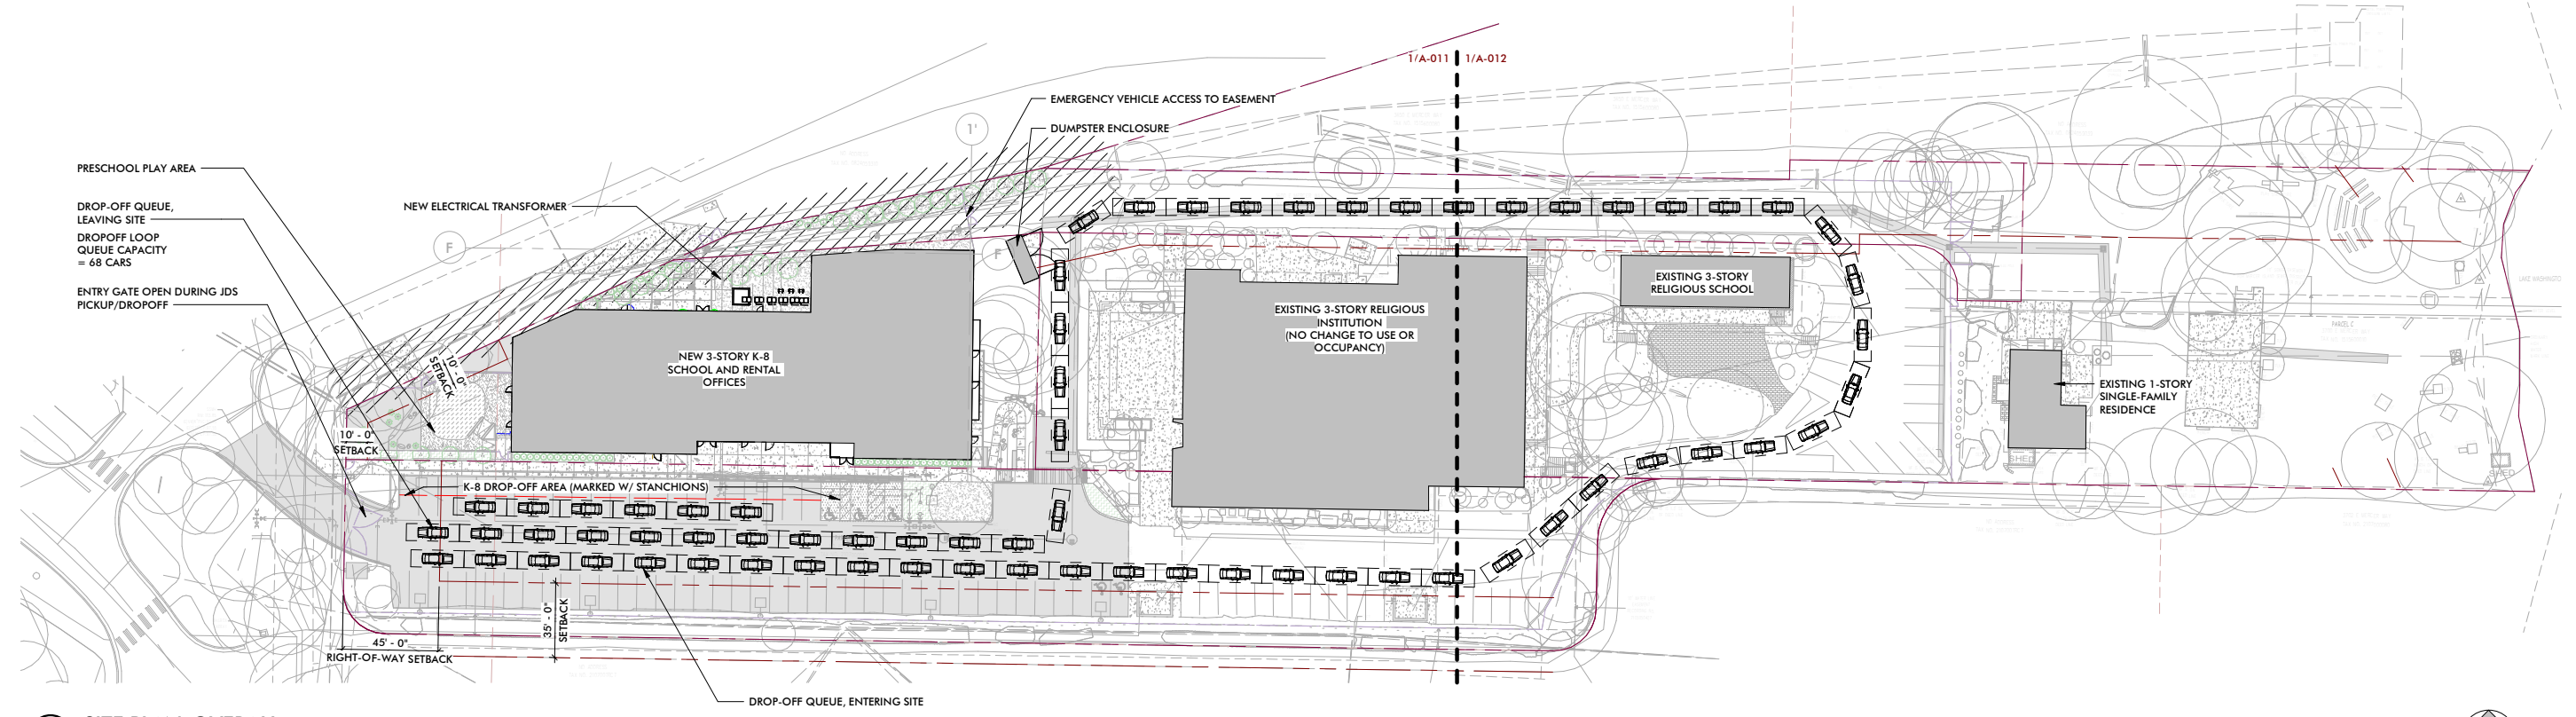 1/A-011
1/A-012
EMERGENCY VEHICLE ACCESS TO EASEMENT
DUMPSTER ENCLOSURE
1'
PRESCHOOL PLAY AREA
DROP-OFF QUEUE,
LEAVING SITE
DROPOFF LOOP
QUEUE CAPACITY
= 68 CARS
ENTRY GATE OPEN DURING JDS
PICKUP/DROPOFF
NEW ELECTRICAL TRANSFORMER
F
F
EXISTING 3-STORY
RELIGIOUS SCHOOL
EXISTING 3-STORY RELIGIOUS
INSTITUTION
(NO CHANGE TO USE OR
OCCUPANCY)
NEW 3-STORY K-8
SCHOOL AND RENTAL
OFFICES
10' - 0"
SETBACK
10' - 0"
SETBACK
PARCEL C
EXISTING 1-STORY
SINGLE-FAMILY
RESIDENCE
SHED
SHED
K-8 DROP-OFF AREA (MARKED W/ STANCHIONS)
35' - 0"
SETBACK
45' - 0"
RIGHT-OF-WAY SETBACK
DROP-OFF QUEUE, ENTERING SITE